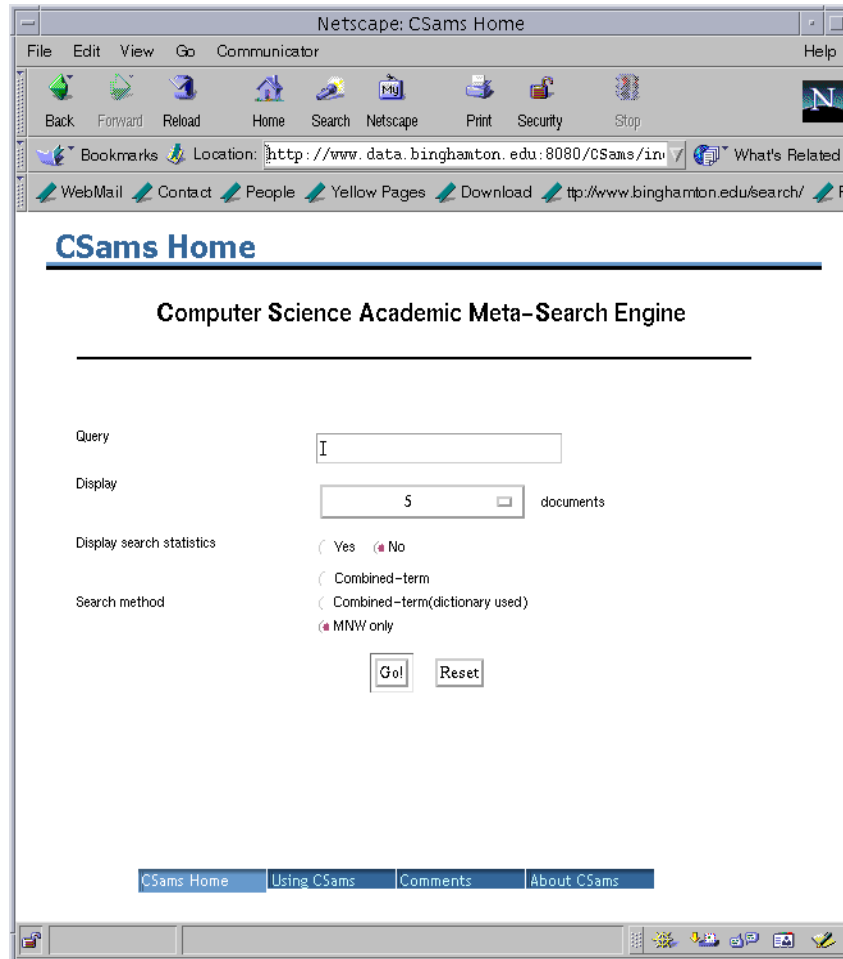 Netscape: CSams Home
File Edit View Go Communicator Help
My
N
Back Forward Reload Home Search Netscape Print Security Stop
Bookmarks Location: http://www.data.binghamton.edu:8080/CSams/in What's Related
WebMail Contact People Yellow Pages Download ttp://www.binghamton.edu/search/
CSams Home
Computer Science Academic Meta-Search Engine
Query
Display 5 documents
Display search statistics Yes No
Combined-term
Search method Combined-term(dictionary used)
MNW only
Go! Reset
CSams Home Using CSams Comments About CSams